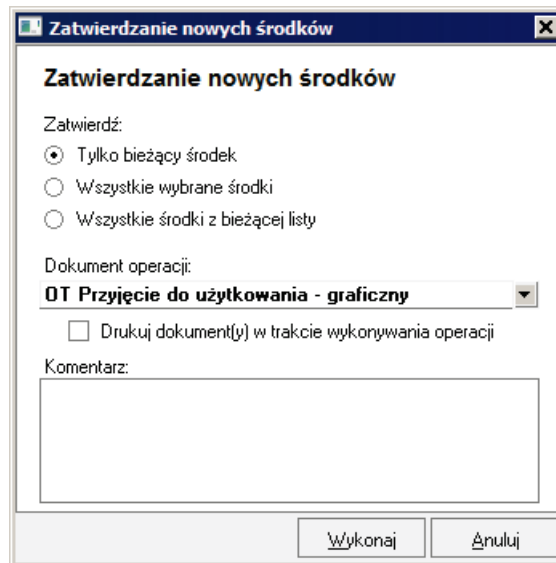 Zatwierdzanie nowych środków
Zatwierdzanie nowych środków
Zatwierdź:
Tylko bieżący środek
Wszystkie wybrane środki
Wszystkie środki z bieżącej listy
Dokument operacji:
OT Przyjęcie do użytkowania - graficzny
Drukuj dokument(y) w trakcie wykonywania operacji
Komentarz:
Wykonaj Anuluj